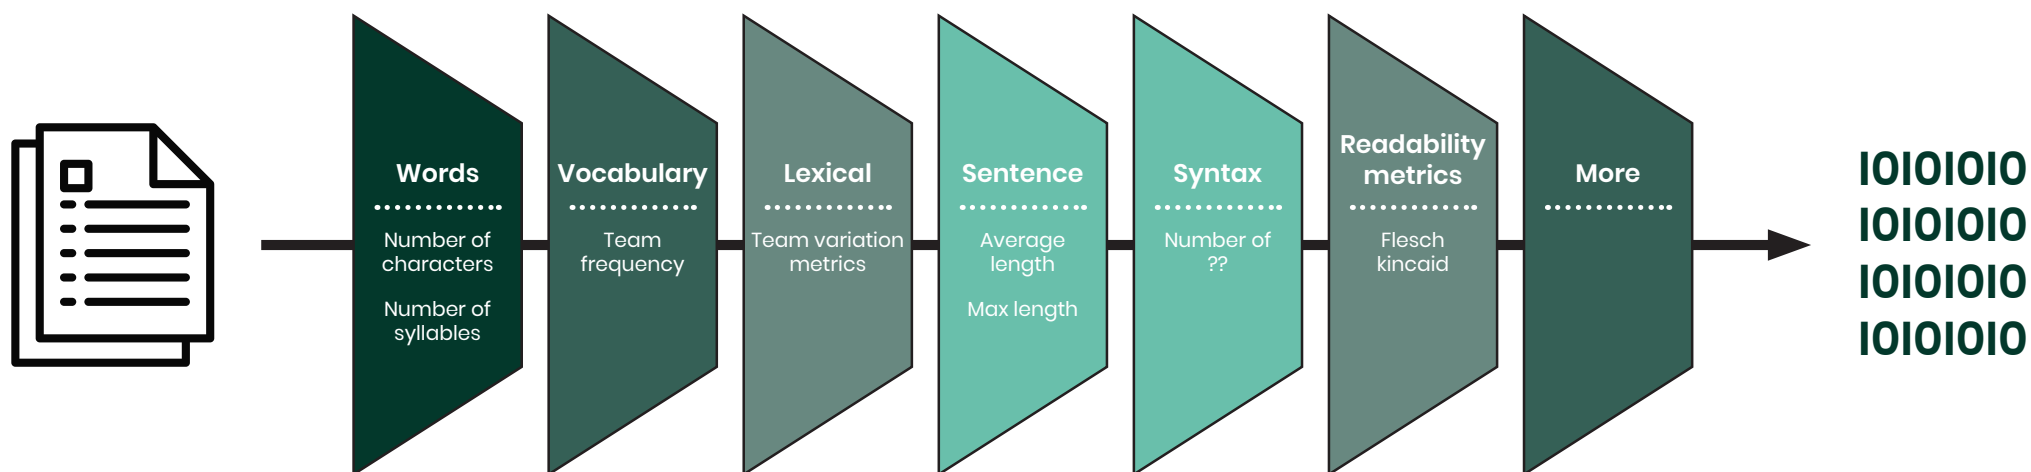 Words
Number of
characters
Number of
syllables
Vocabulary
Team
frequency
Lexical
Team variation
metrics
Sentence
Average
length
Max length
Syntax
Number of
??
Readability
metrics
Flesch
kincaid
More
IOIOIOIO
IOIOIOIO
IOIOIOIO
IOIOIOIO